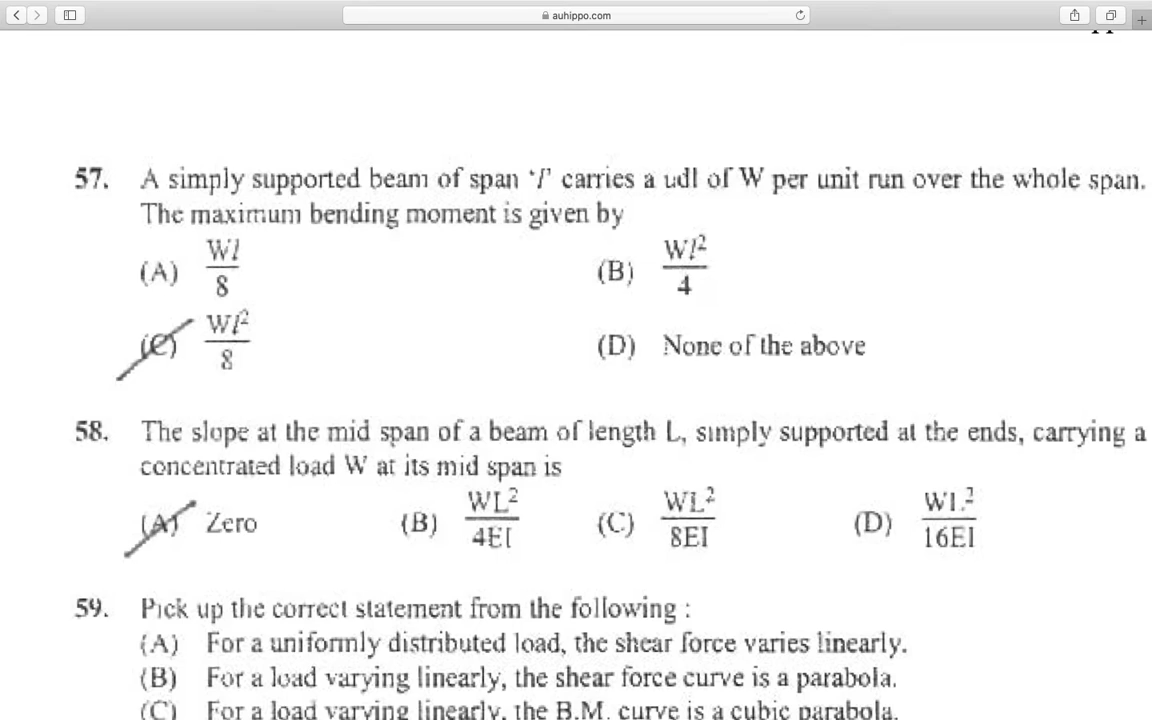 auhippo.com
57. A simply supported beam of span ‘l’ carries a udl of W per unit run over the whole span.
The maximum bending moment is given by
(A) Wl/8 (B) Wl²/4
(C) Wl²/8 (D) None of the above
58. The slope at the mid span of a beam of length L, simply supported at the ends, carrying a
concentrated load W at its mid span is
(A) Zero (B) WL²/4EI (C) WL²/8EI (D) WL²/16EI
59. Pick up the correct statement from the following :
(A) For a uniformly distributed load, the shear force varies linearly.
(B) For a load varying linearly, the shear force curve is a parabola.
(C) For a load varying linearly, the B.M. curve is a cubic parabola.